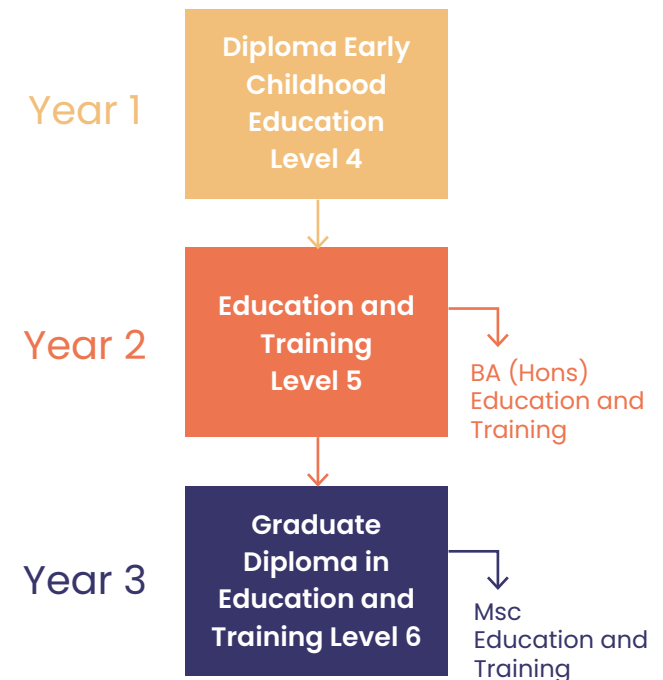 Year 1
Diploma Early
Childhood
Education
Level 4
Year 2
Education and
Training
Level 5
BA (Hons)
Education and
Training
Year 3
Graduate
Diploma in
Education and
Training Level 6
Msc
Education and
Training